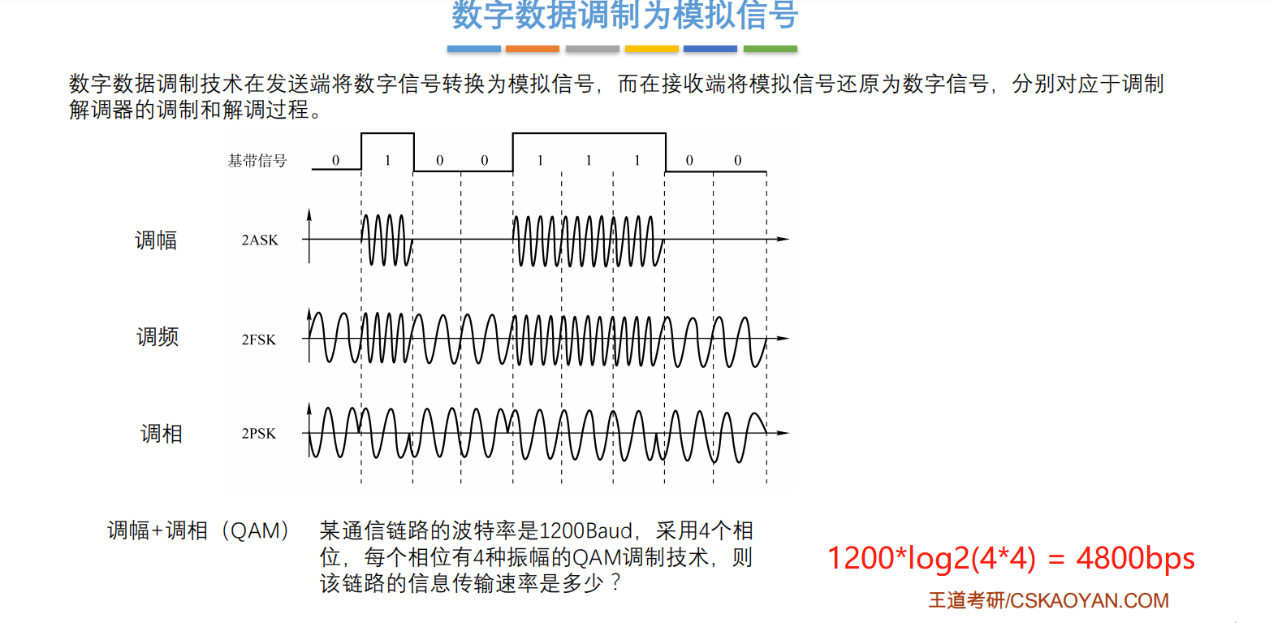 数字数据调制为模拟信号
数字数据调制技术在发送端将数字信号转换为模拟信号，而在接收端将模拟信号还原为数字信号，分别对应于调制
解调器的调制和解调过程。
基带信号 0 1 0 0 1 1 1 0 0
调幅 2ASK
调频 2FSK
调相 2PSK
调幅+调相（QAM） 某通信链路的波特率是1200Baud，采用4个相
位，每个相位有4种振幅的QAM调制技术，则
该链路的信息传输速率是多少？
1200*log2(4*4) = 4800bps
王道考研/CSKAOYAN.COM